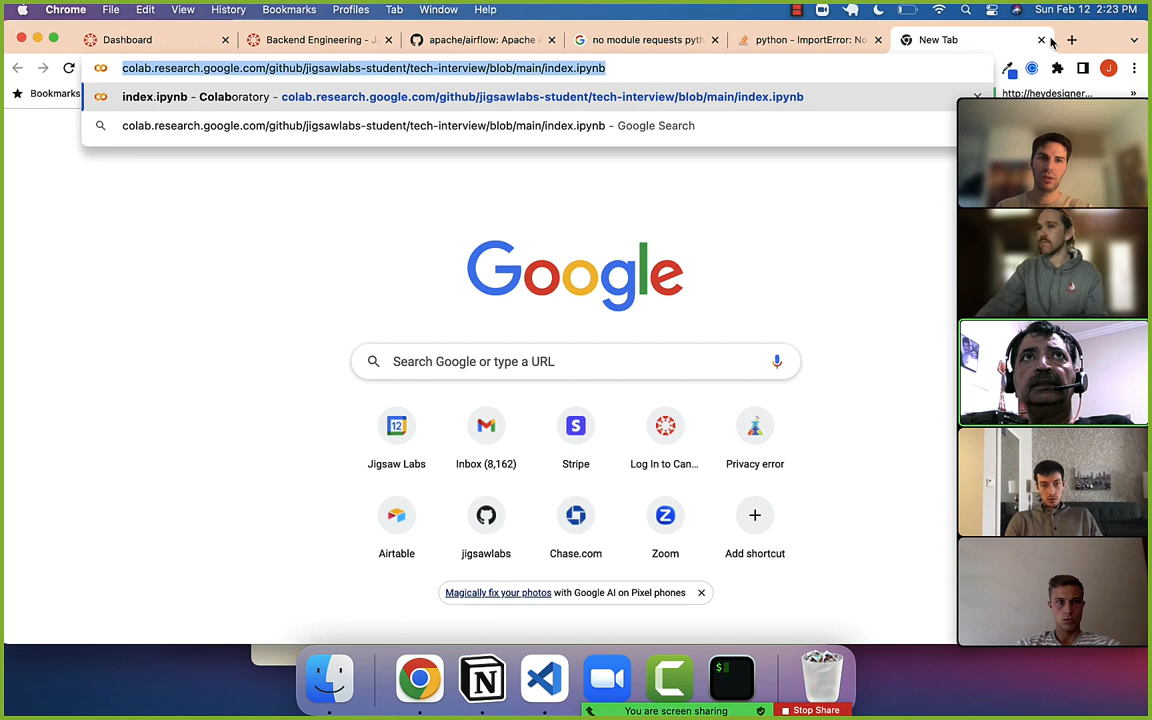 Chrome File Edit View History Bookmarks Profiles Tab Window Help Sun Feb 12 2:23 PM
Dashboard
Backend Engineering - J
apache/airflow: Apache
no module requests pyth
python - ImportError: No
New Tab
colab.research.google.com/github/jigsawlabs-student/tech-interview/blob/main/index.ipynb
J
Bookmarks
http://heydesigner...
»
index.ipynb - Colaboratory - colab.research.google.com/github/jigsawlabs-student/tech-interview/blob/main/index.ipynb
colab.research.google.com/github/jigsawlabs-student/tech-interview/blob/main/index.ipynb - Google Search
Google
Search Google or type a URL
12
S
Jigsaw Labs
Inbox (8,162)
Stripe
Log In to Can...
Privacy error
Z
Airtable
jigsawlabs
Chase.com
Zoom
Add shortcut
Magically fix your photos with Google AI on Pixel phones
N
C
$
You are screen sharing
Stop Share